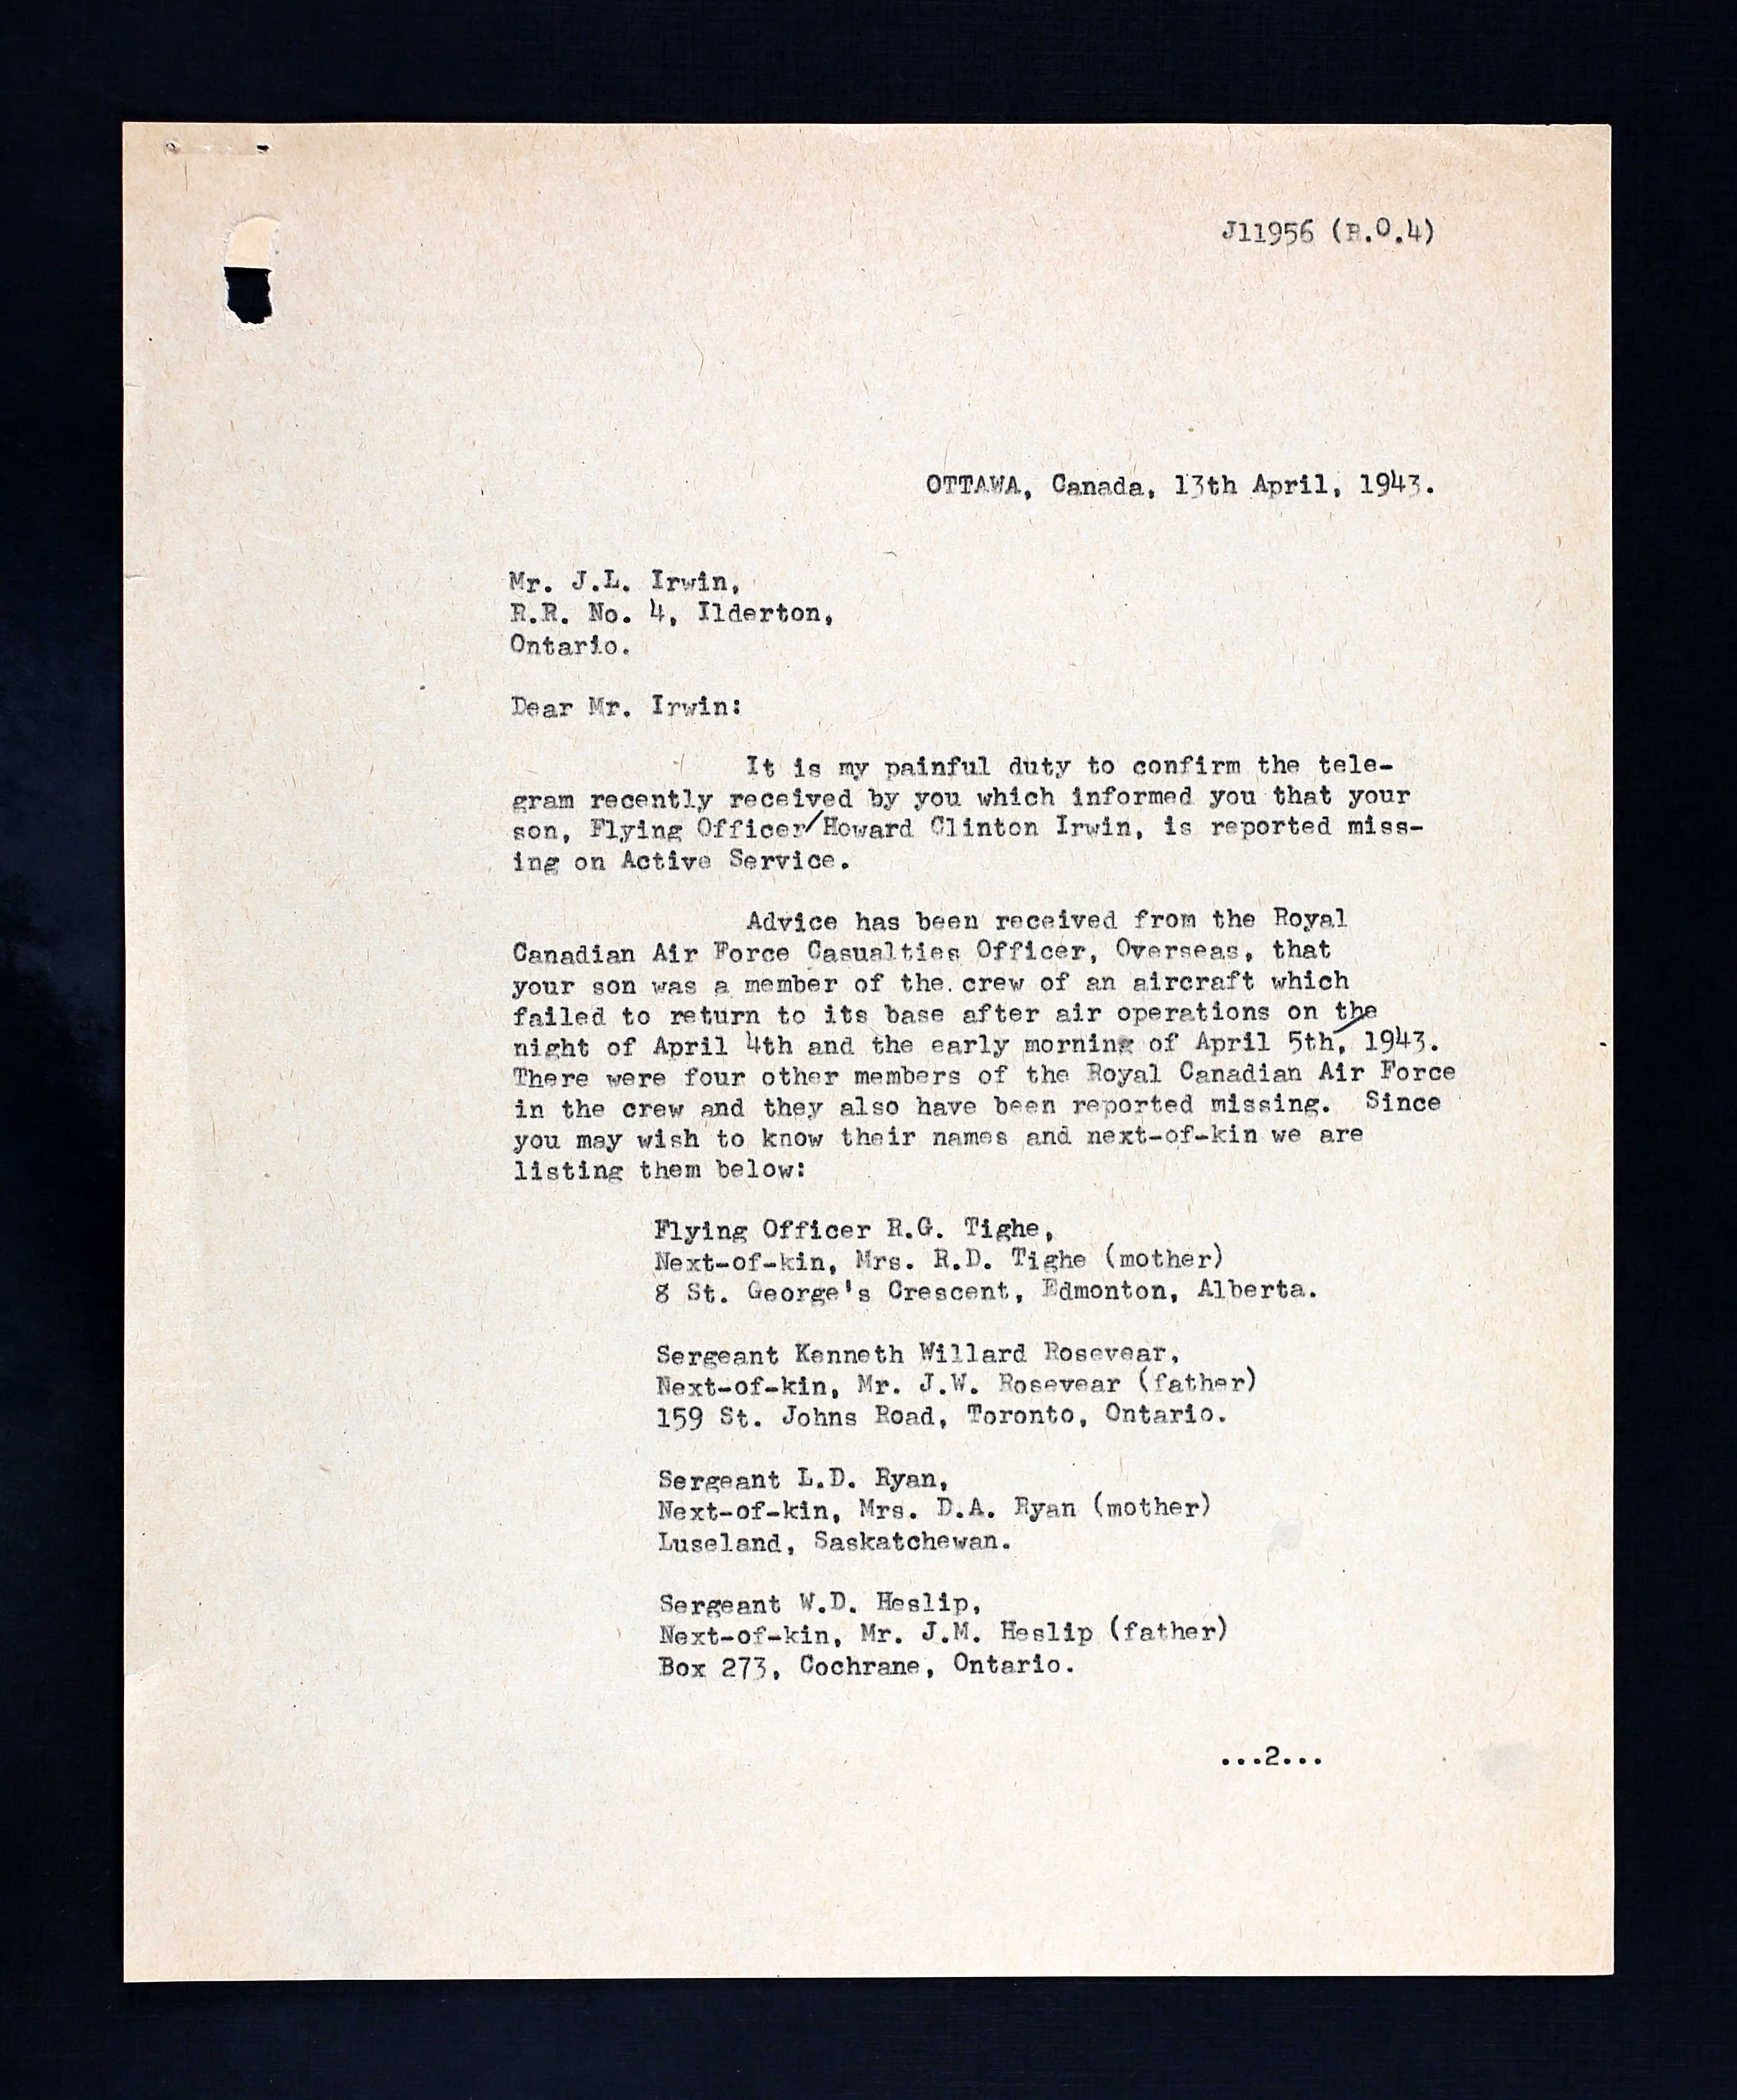 J11956 (R.O.4)
OTTAWA, Canada, 13th April, 1943.
Mr. J.L. Irwin,
R.R. No. 4, Ilderton,
Ontario.
Dear Mr. Irwin:
It is my painful duty to confirm the tele-
gram recently received by you which informed you that your
son, Flying Officer/Howard Clinton Irwin, is reported miss-
ing on Active Service.
Advice has been received from the Royal
Canadian Air Force Casualties Officer, Overseas, that
your son was a member of the crew of an aircraft which
failed to return to its base after air operations on the
night of April 4th and the early morning of April 5th, 1943.
There were four other members of the Royal Canadian Air Force
in the crew and they also have been reported missing. Since
you may wish to know their names and next-of-kin we are
listing them below:
Flying Officer R.G. Tighe,
Next-of-kin, Mrs. R.D. Tighe (mother)
8 St. George's Crescent, Edmonton, Alberta.
Sergeant Kenneth Willard Rosevear,
Next-of-kin, Mr. J.W. Rosevear (father)
159 St. Johns Road, Toronto, Ontario.
Sergeant L.D. Ryan,
Next-of-kin, Mrs. D.A. Ryan (mother)
Luseland, Saskatchewan.
Sergeant W.D. Heslip,
Next-of-kin, Mr. J.M. Heslip (father)
Box 273, Cochrane, Ontario.
...2...